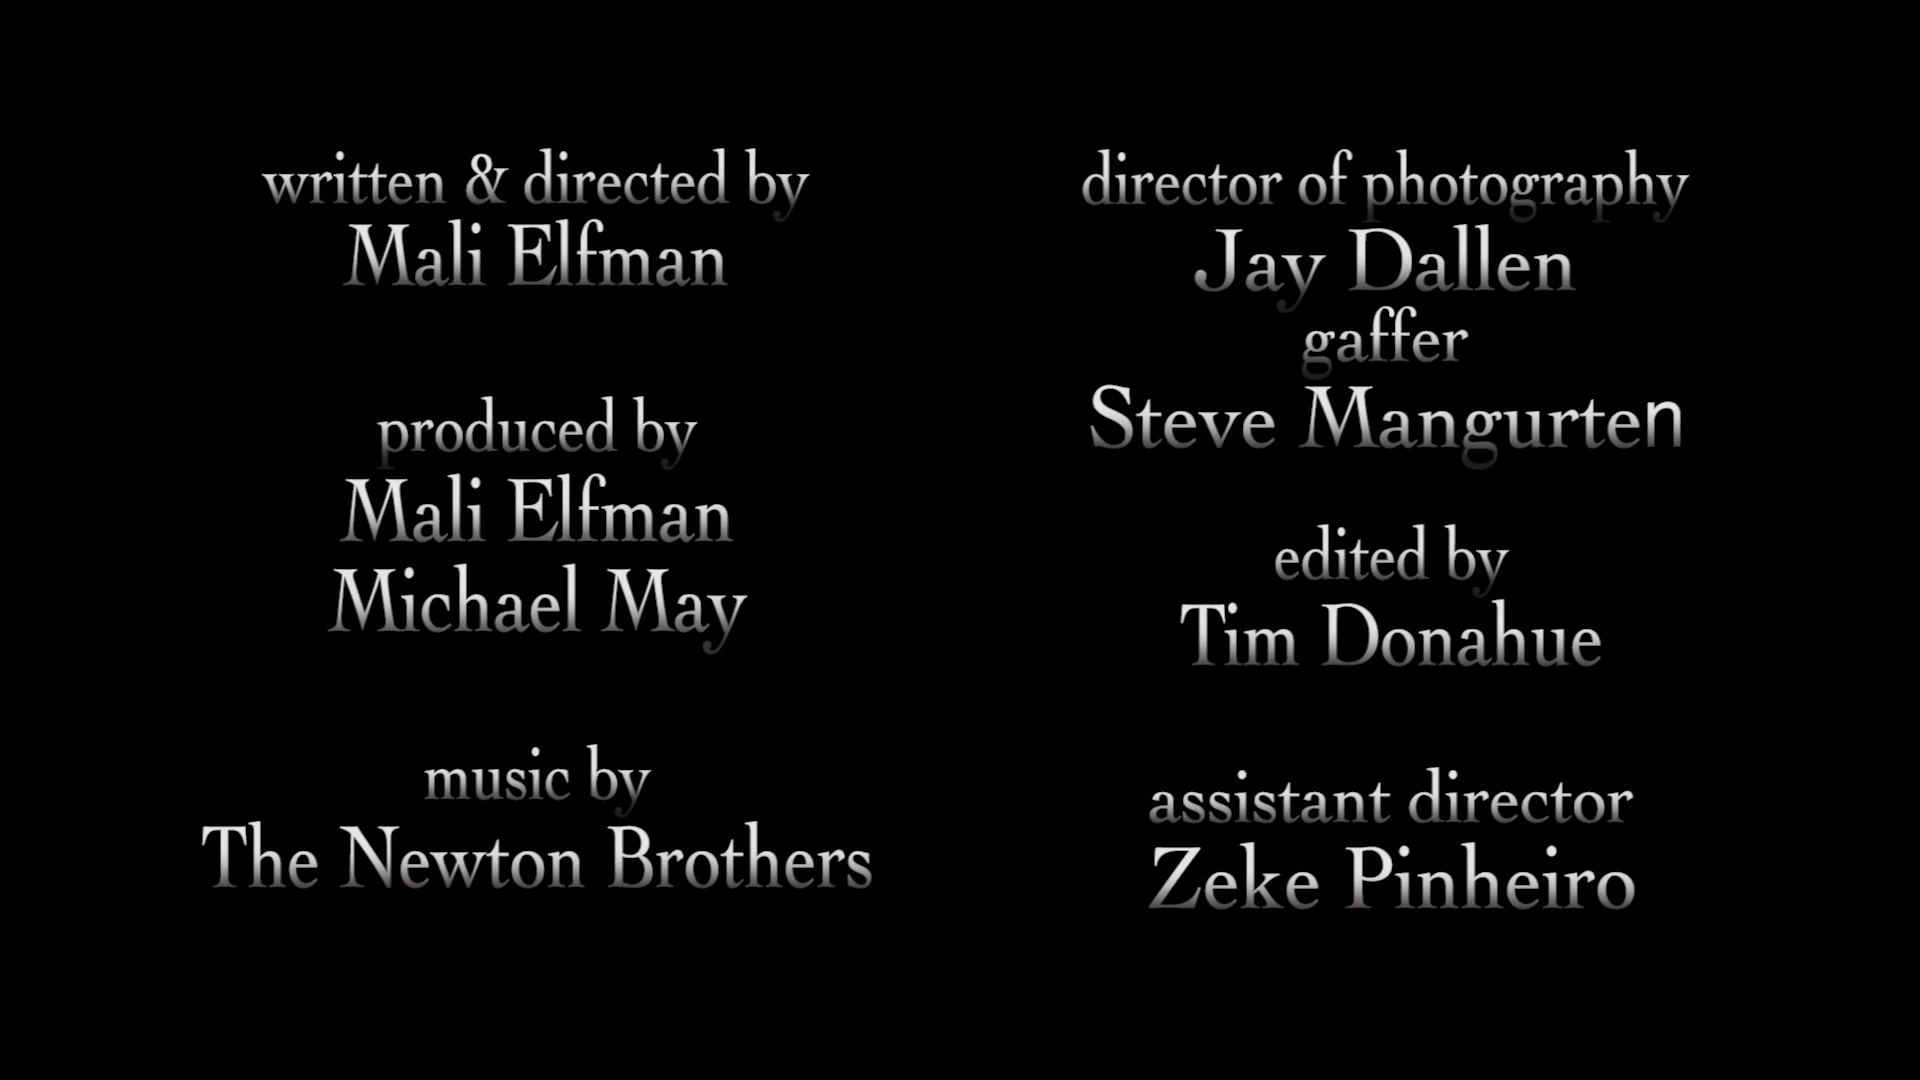 written & directed by
Mali Elfman
produced by
Mali Elfman
Michael May
music by
The Newton Brothers
director of photography
Jay Dallen
gaffer
Steve Mangurten
edited by
Tim Donahue
assistant director
Zeke Pinheiro